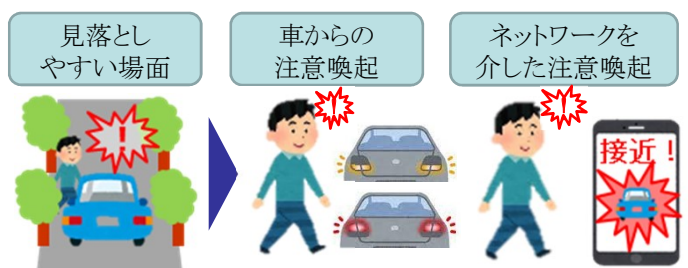 見落とし
やすい場面
車からの
注意喚起
ネットワークを
介した注意喚起
!
!
!
接近!